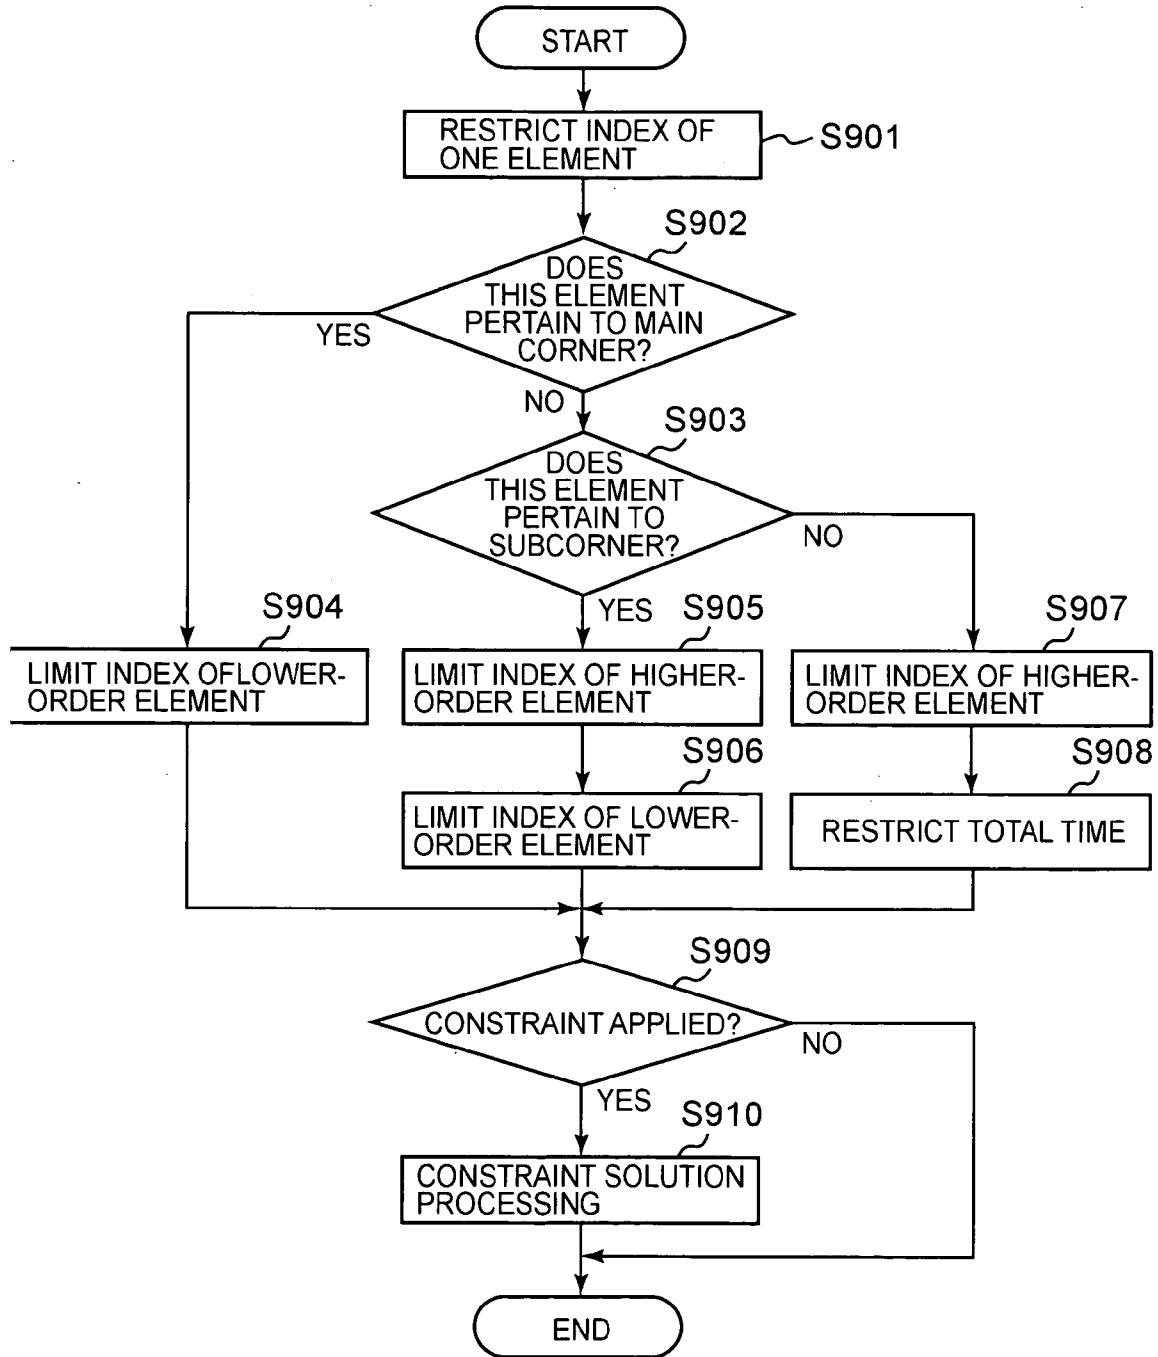 START
RESTRICT INDEX OF
ONE ELEMENT
S901
S902
DOES
THIS ELEMENT
PERTAIN TO MAIN
CORNER?
YES
NO
S903
DOES
THIS ELEMENT
PERTAIN TO
SUBCORNER?
NO
YES
S904
LIMIT INDEX OFLOWER-
ORDER ELEMENT
S905
LIMIT INDEX OF HIGHER-
ORDER ELEMENT
S907
LIMIT INDEX OF HIGHER-
ORDER ELEMENT
S906
LIMIT INDEX OF LOWER-
ORDER ELEMENT
S908
RESTRICT TOTAL TIME
S909
CONSTRAINT APPLIED?
NO
YES
S910
CONSTRAINT SOLUTION
PROCESSING
END